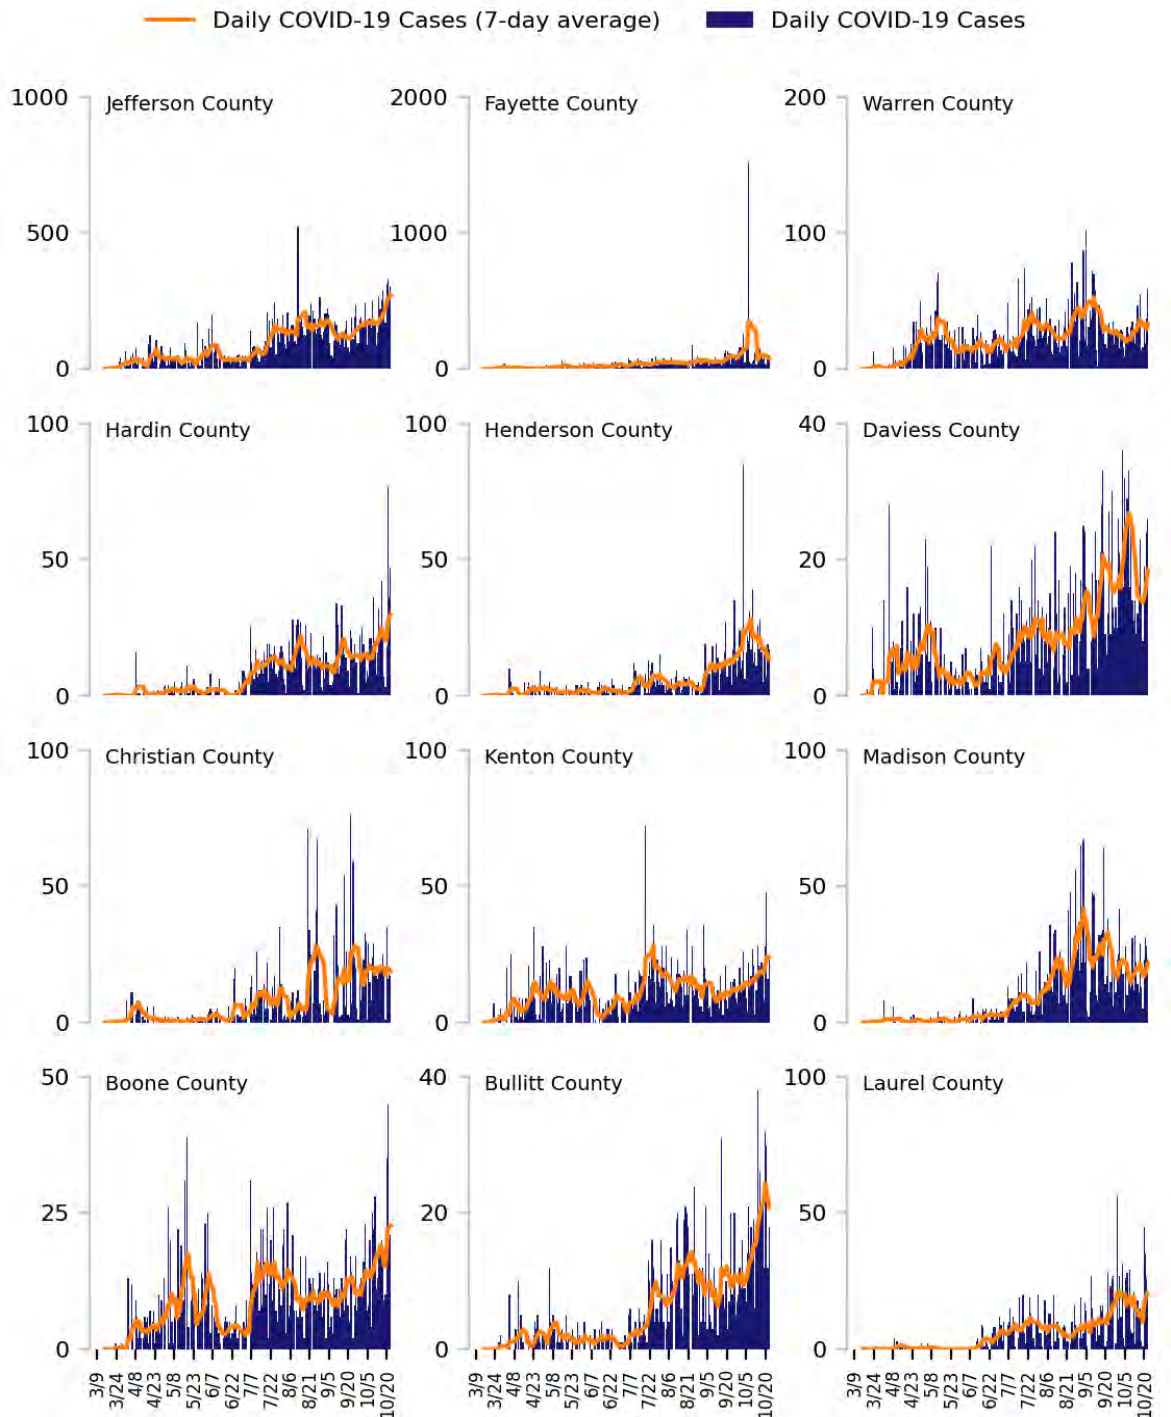 Daily COVID-19 Cases (7-day average) Daily COVID-19 Cases
1000 Jefferson County 2000 Fayette County 200 Warren County
500 1000 100
0 0 0
100 Hardin County 100 Henderson County 40 Daviess County
50 50 20
0 0 0
100 Christian County 100 Kenton County 100 Madison County
50 50 50
0 0 0
50 Boone County 40 Bullitt County 100 Laurel County
25 20 50
0 0 0
3/9 3/24 4/8 4/23 5/8 5/23 6/7 6/22 7/7 7/22 8/6 8/21 9/5 9/20 10/5 10/20 3/9 3/24 4/8 4/23 5/8 5/23 6/7 6/22 7/7 7/22 8/6 8/21 9/5 9/20 10/5 10/20 3/9 3/24 4/8 4/23 5/8 5/23 6/7 6/22 7/7 7/22 8/6 8/21 9/5 9/20 10/5 10/20